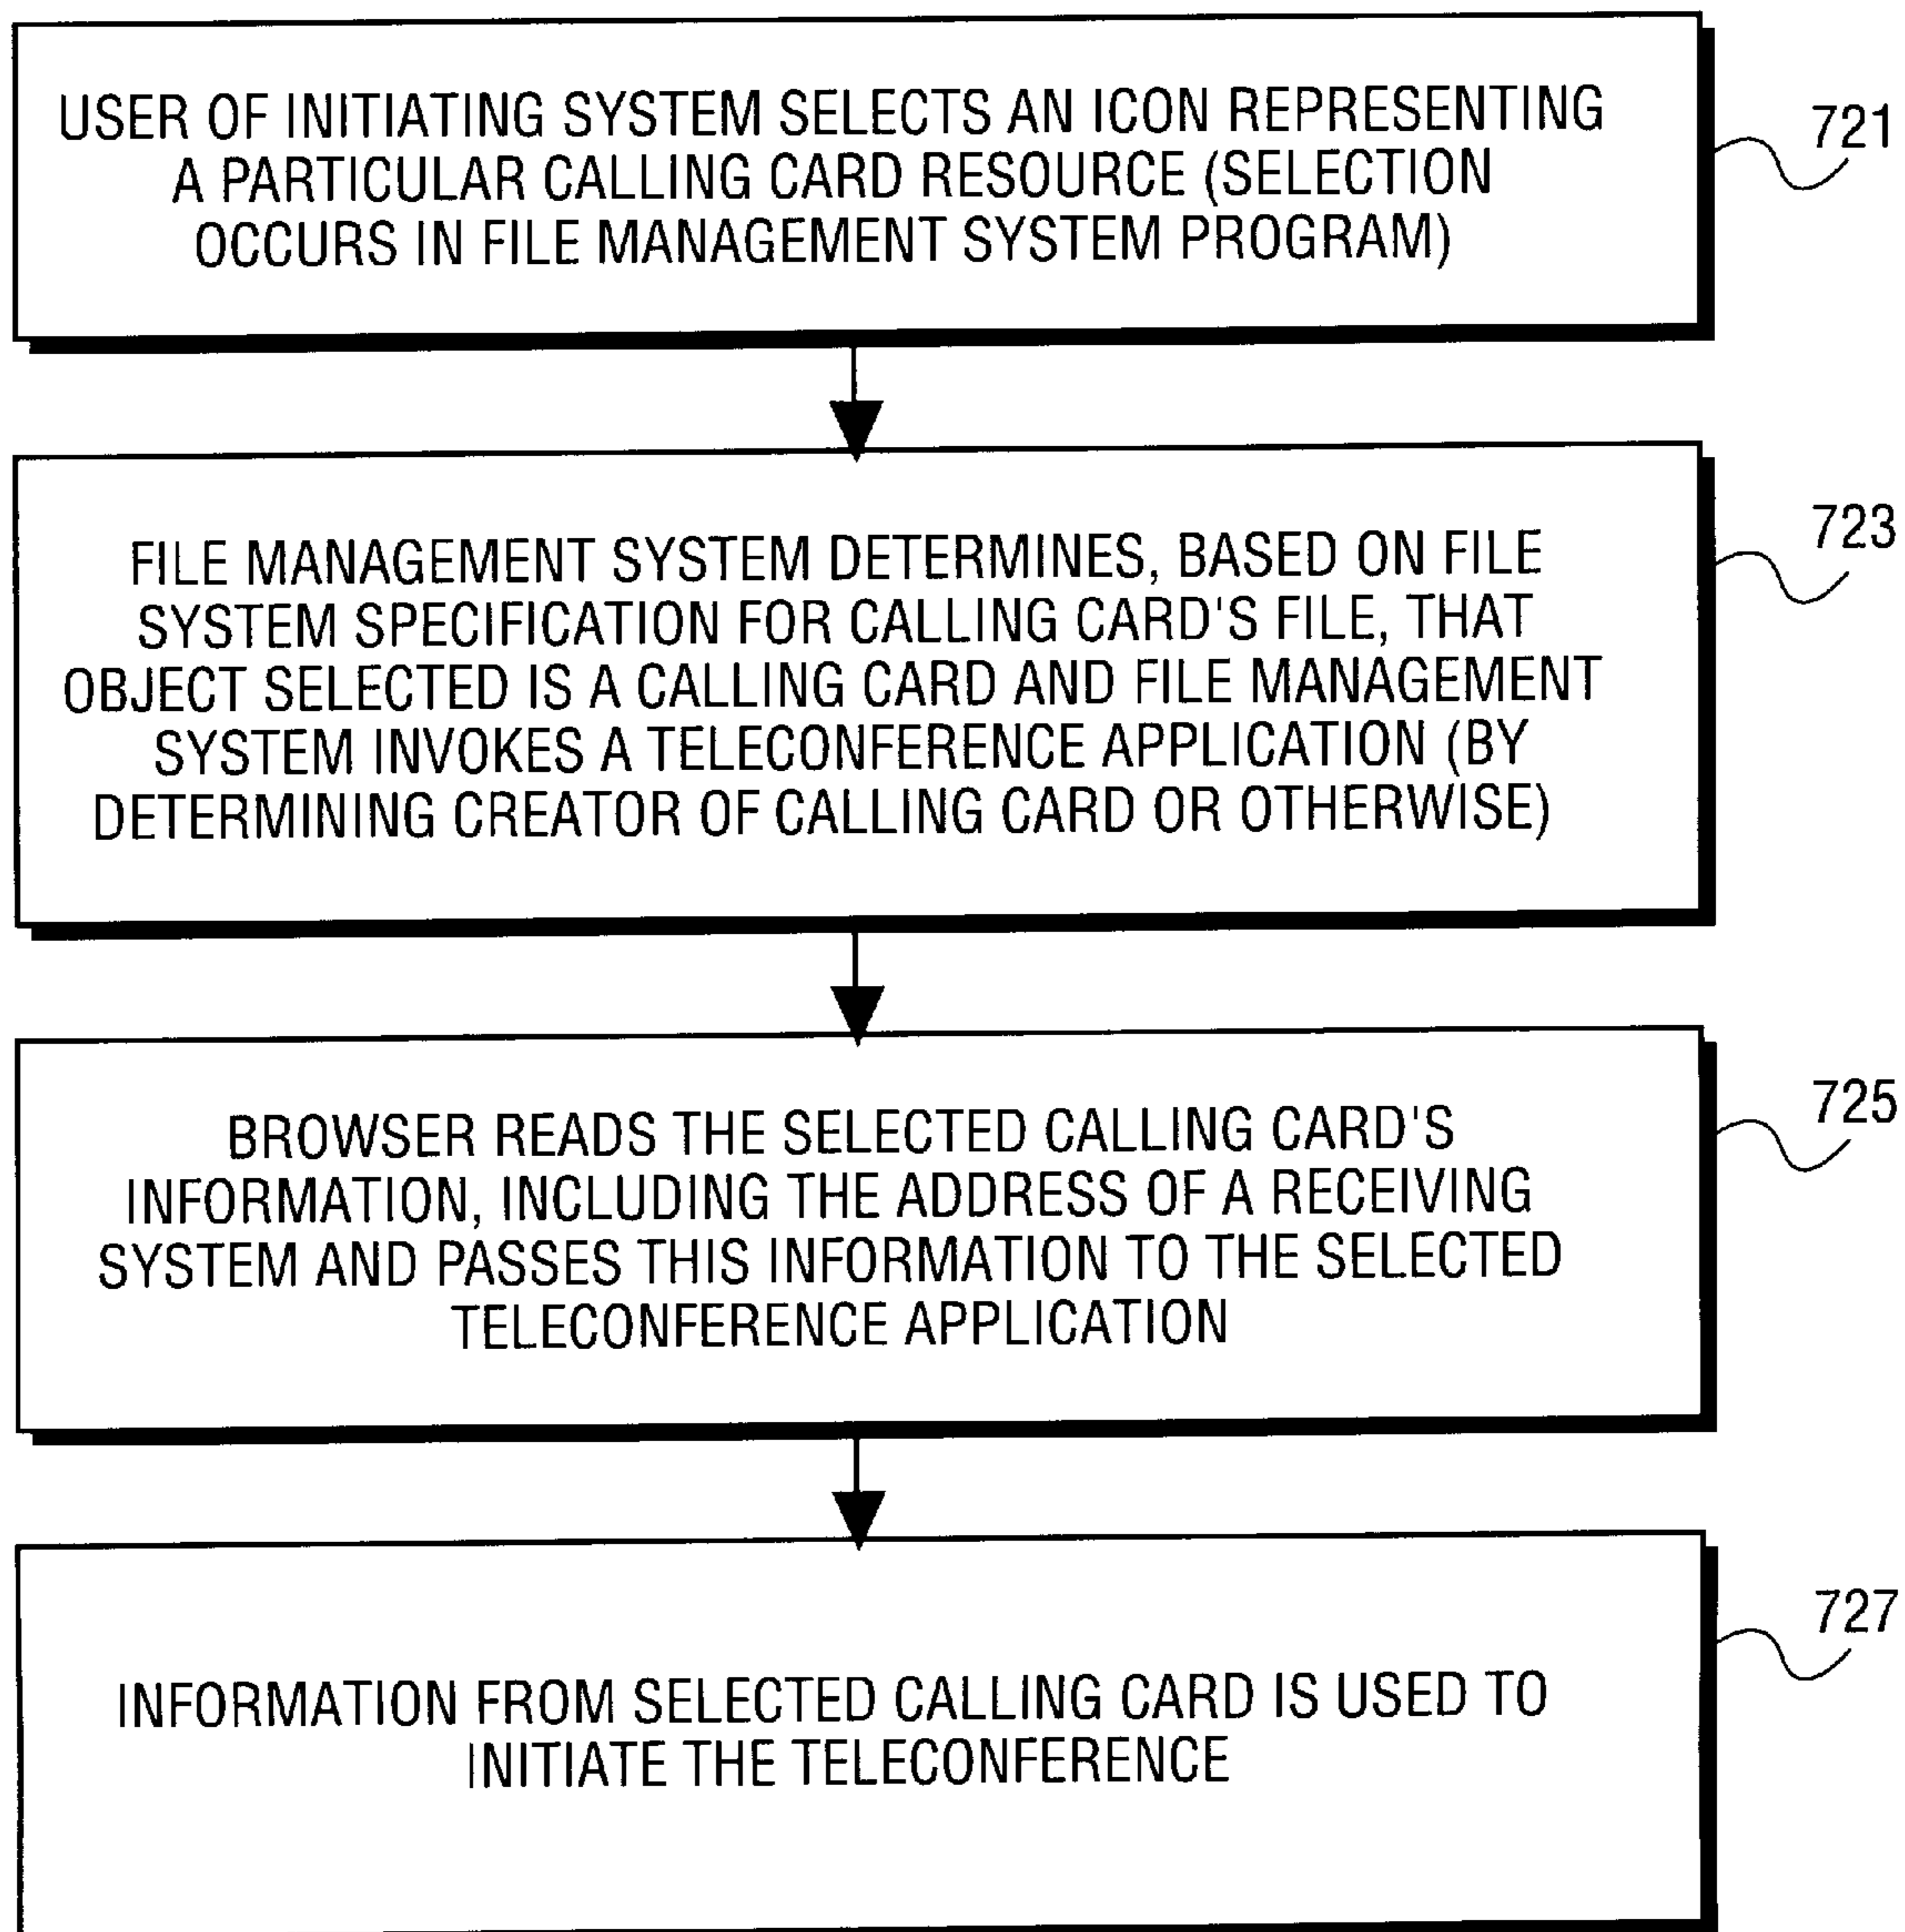 USER OF INITIATING SYSTEM SELECTS AN ICON REPRESENTING
A PARTICULAR CALLING CARD RESOURCE (SELECTION
OCCURS IN FILE MANAGEMENT SYSTEM PROGRAM)
721
FILE MANAGEMENT SYSTEM DETERMINES, BASED ON FILE
SYSTEM SPECIFICATION FOR CALLING CARD'S FILE, THAT
OBJECT SELECTED IS A CALLING CARD AND FILE MANAGEMENT
SYSTEM INVOKES A TELECONFERENCE APPLICATION (BY
DETERMINING CREATOR OF CALLING CARD OR OTHERWISE)
723
BROWSER READS THE SELECTED CALLING CARD'S
INFORMATION, INCLUDING THE ADDRESS OF A RECEIVING
SYSTEM AND PASSES THIS INFORMATION TO THE SELECTED
TELECONFERENCE APPLICATION
725
INFORMATION FROM SELECTED CALLING CARD IS USED TO
INITIATE THE TELECONFERENCE
727